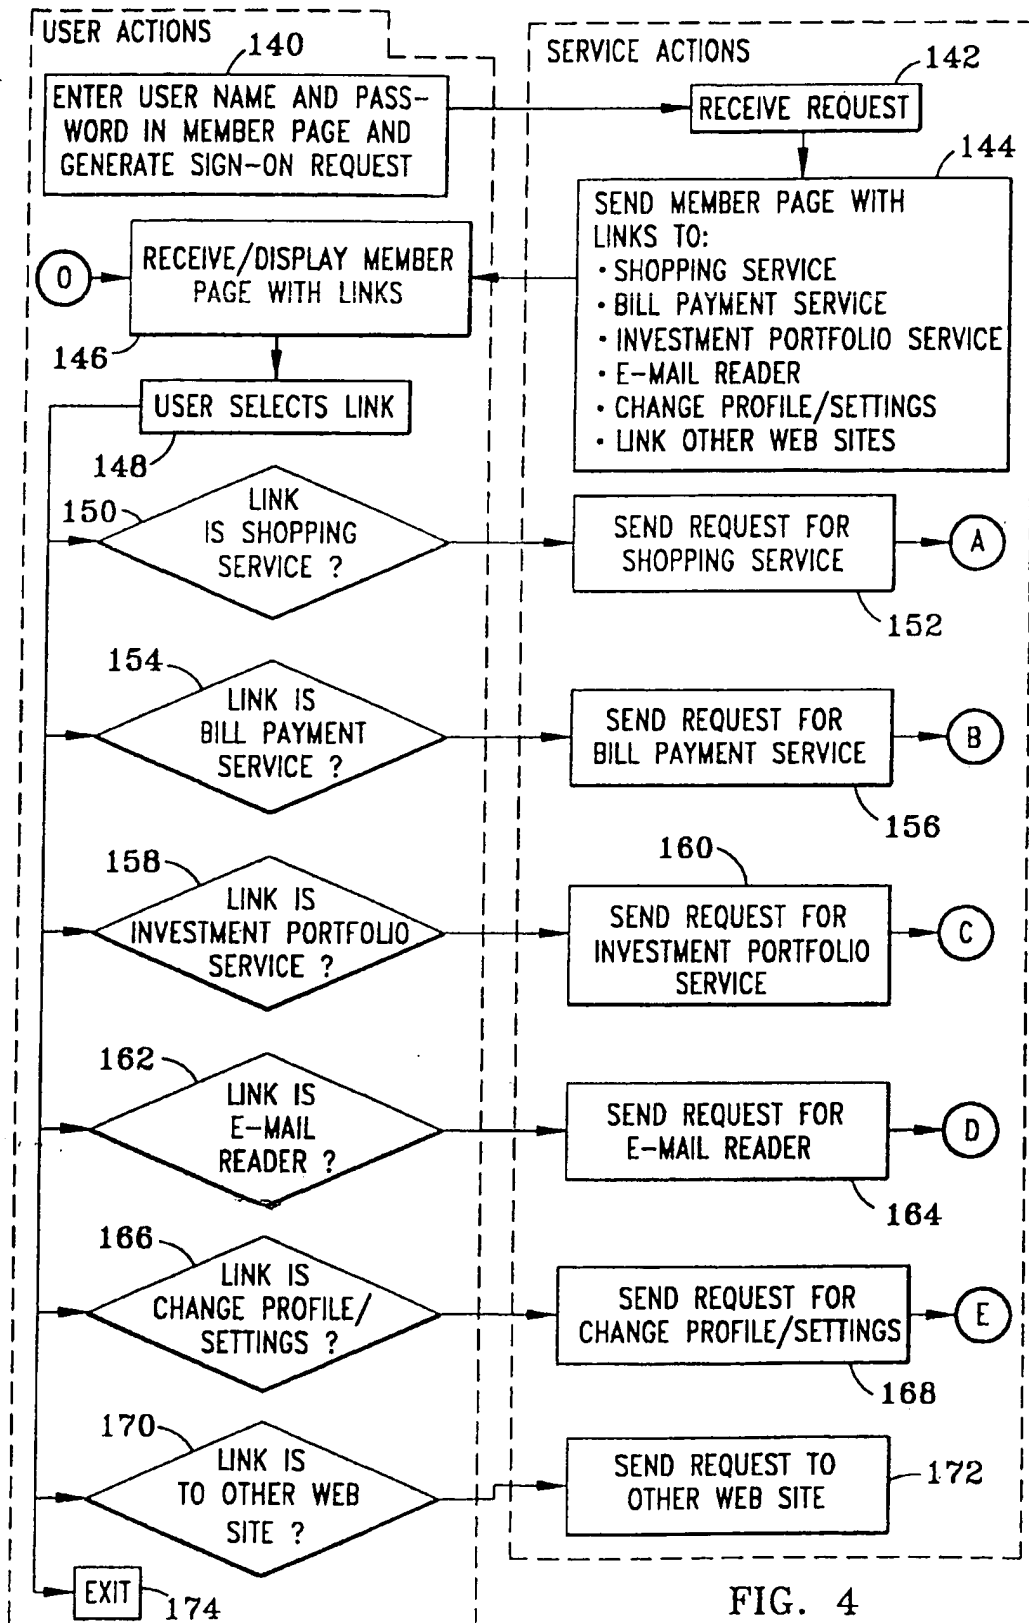 USER ACTIONS
140
ENTER USER NAME AND PASS-
WORD IN MEMBER PAGE AND
GENERATE SIGN-ON REQUEST
SERVICE ACTIONS
142
RECEIVE REQUEST
144
SEND MEMBER PAGE WITH
LINKS TO:
· SHOPPING SERVICE
· BILL PAYMENT SERVICE
· INVESTMENT PORTFOLIO SERVICE
· E-MAIL READER
· CHANGE PROFILE/SETTINGS
· LINK OTHER WEB SITES
O
RECEIVE/DISPLAY MEMBER
PAGE WITH LINKS
146
USER SELECTS LINK
148
150
LINK
IS SHOPPING
SERVICE ?
SEND REQUEST FOR
SHOPPING SERVICE
A
152
154
LINK IS
BILL PAYMENT
SERVICE ?
SEND REQUEST FOR
BILL PAYMENT SERVICE
B
156
158
LINK IS
INVESTMENT PORTFOLIO
SERVICE ?
160
SEND REQUEST FOR
INVESTMENT PORTFOLIO
SERVICE
C
162
LINK IS
E-MAIL
READER ?
SEND REQUEST FOR
E-MAIL READER
D
164
166
LINK IS
CHANGE PROFILE/
SETTINGS ?
SEND REQUEST FOR
CHANGE PROFILE/SETTINGS
E
168
170
LINK IS
TO OTHER WEB
SITE ?
SEND REQUEST TO
OTHER WEB SITE
172
EXIT
174
FIG. 4